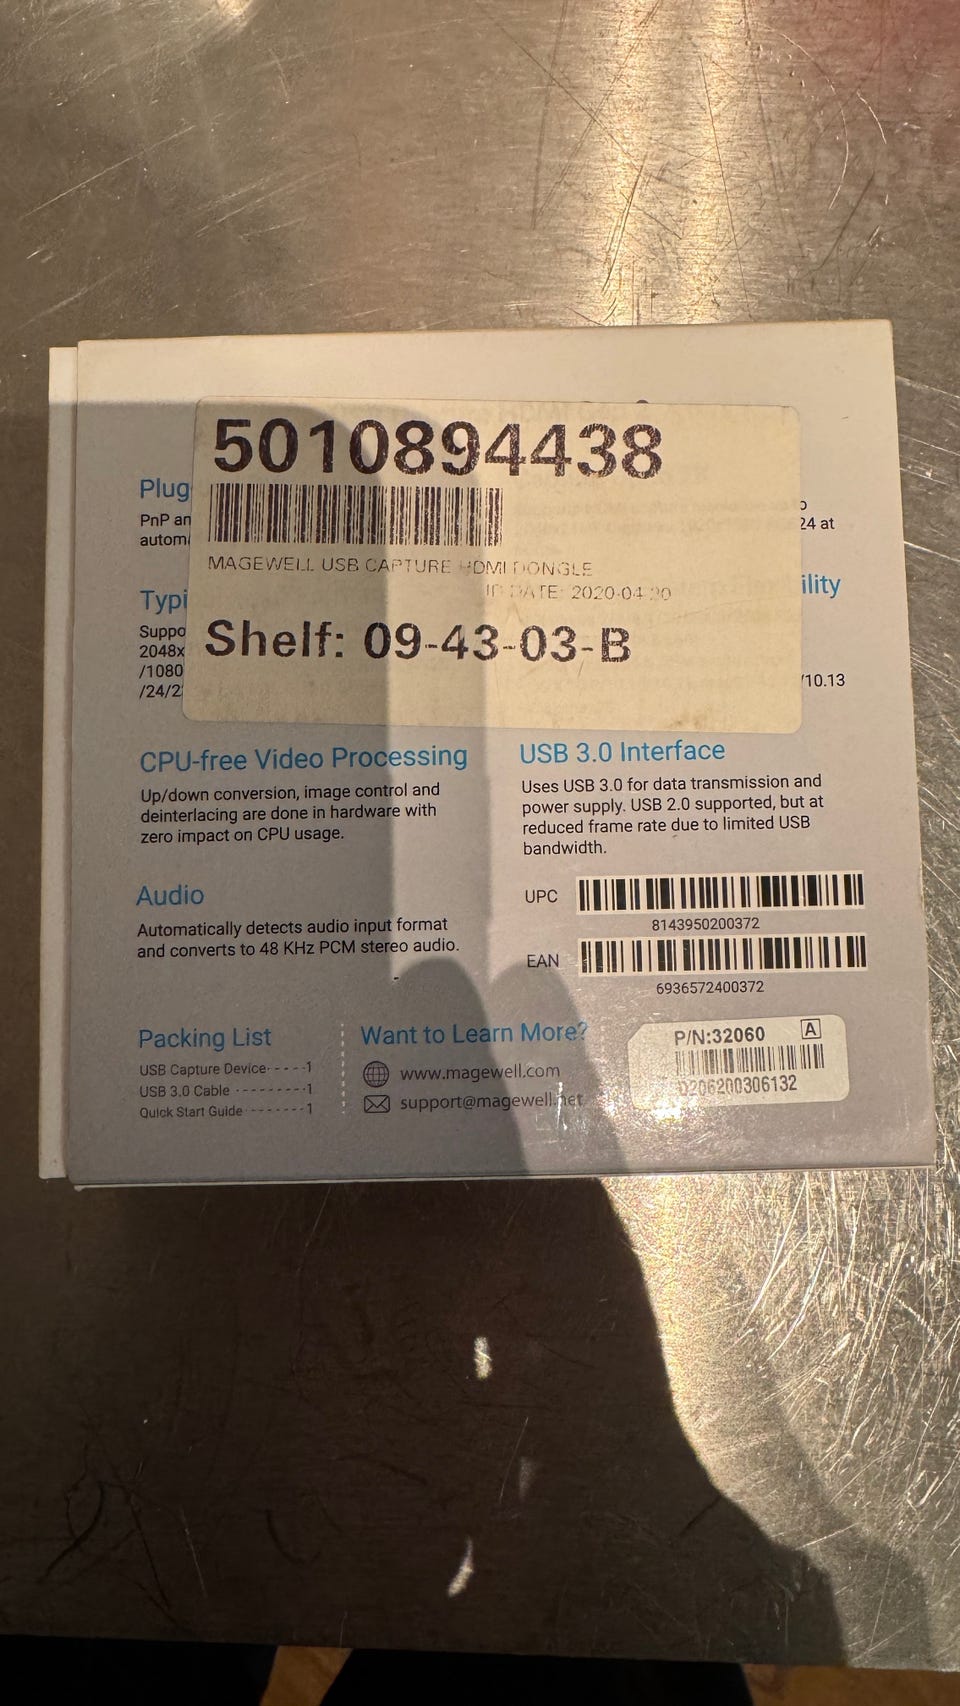 5010894438
MAGEWELL USB CAPTURE HDMI DONGLE
DATE: 2020-04-20
Shelf: 09-43-03-B
Plug
PnP an
autom
24 at
Typi
Suppo
2048x
/1080
/24/2
ility
/10.13
CPU-free Video Processing
Up/down conversion, image control and
deinterlacing are done in hardware with
zero impact on CPU usage.
USB 3.0 Interface
Uses USB 3.0 for data transmission and
power supply. USB 2.0 supported, but at
reduced frame rate due to limited USB
bandwidth.
Audio
Automatically detects audio input format
and converts to 48 KHz PCM stereo audio.
UPC
8143950200372
EAN
6936572400372
Packing List
USB Capture Device-----1
USB 3.0 Cable ---------1
Quick Start Guide--------1
Want to Learn More?
www.magewell.com
support@magewell.net
P/N:32060 A
D206200306132